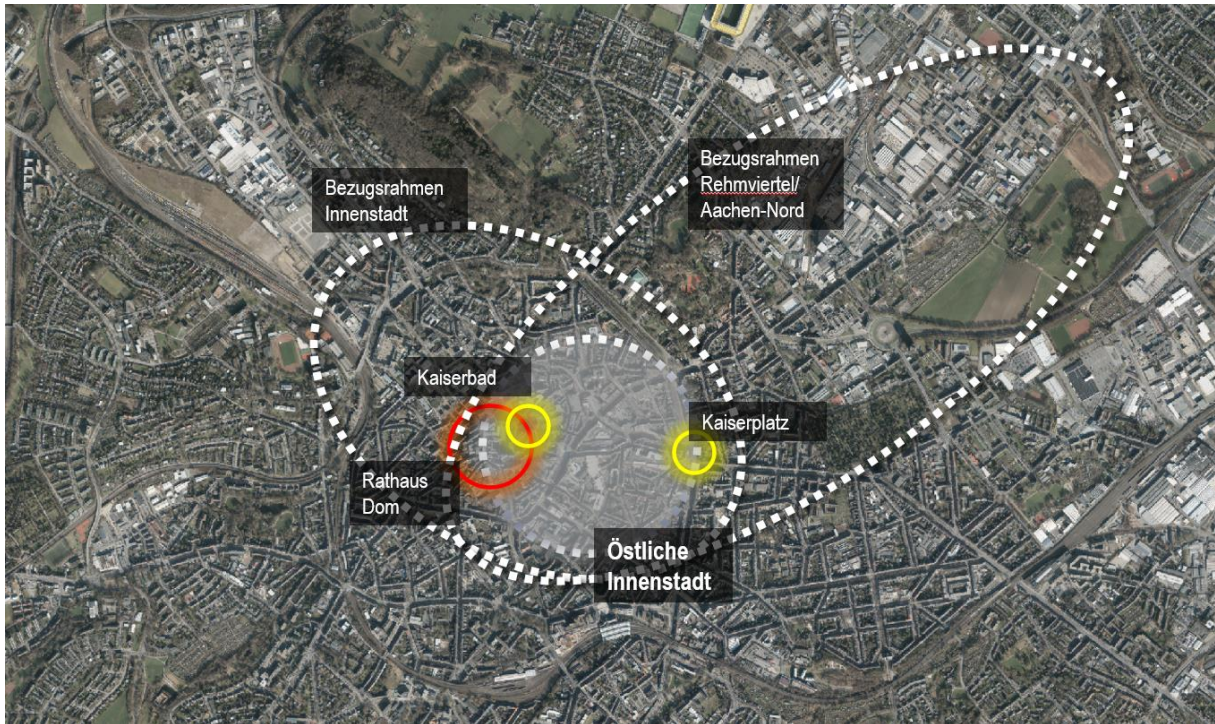 Bezugsrahmen
Rehmviertel/
Aachen-Nord
Bezugsrahmen
Innenstadt
Kaiserbad
Kaiserplatz
Rathaus
Dom
Östliche
Innenstadt